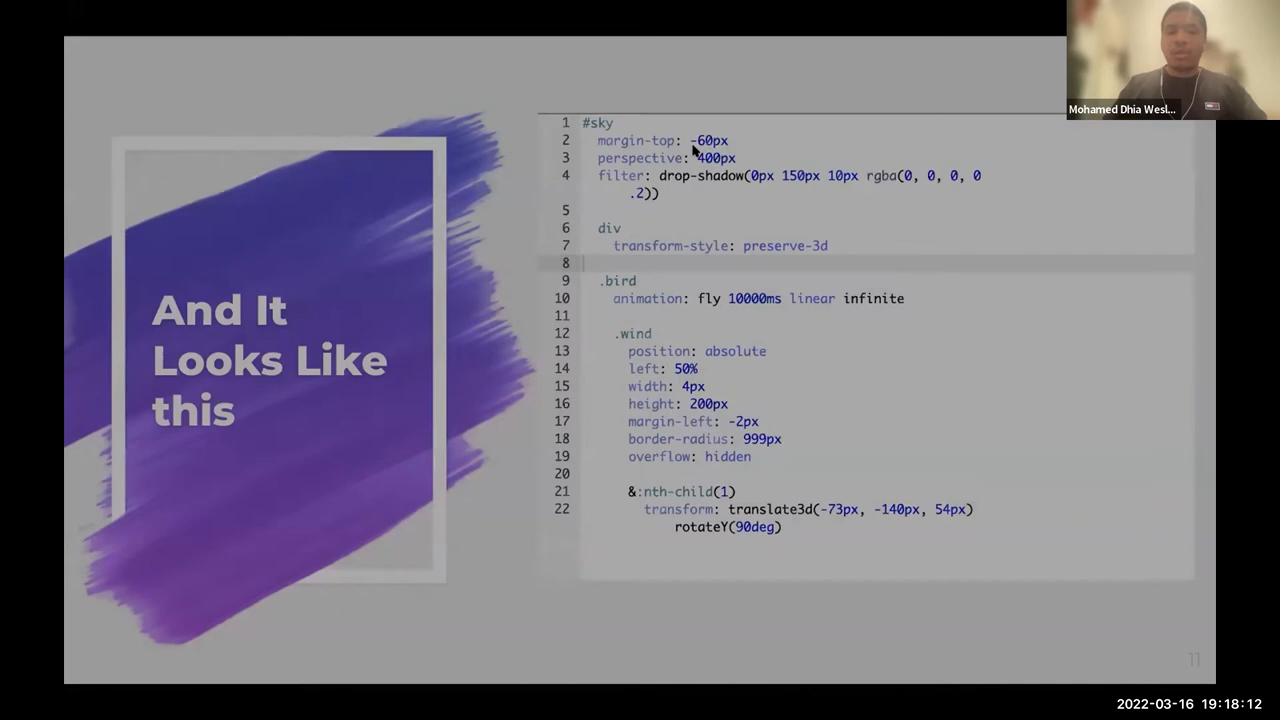 And It
Looks Like
this
1 #sky
2 margin-top: -60px
3 perspective: 400px
4 filter: drop-shadow(0px 150px 10px rgba(0, 0, 0, 0
.2))
5
6 div
7 transform-style: preserve-3d
8
9 .bird
10 animation: fly 10000ms linear infinite
11
12 .wind
13 position: absolute
14 left: 50%
15 width: 4px
16 height: 200px
17 margin-left: -2px
18 border-radius: 999px
19 overflow: hidden
20
21 &:nth-child(1)
22 transform: translate3d(-73px, -140px, 54px)
rotateY(90deg)
11
Mohamed Dhia Wesl...
2022-03-16 19:18:12